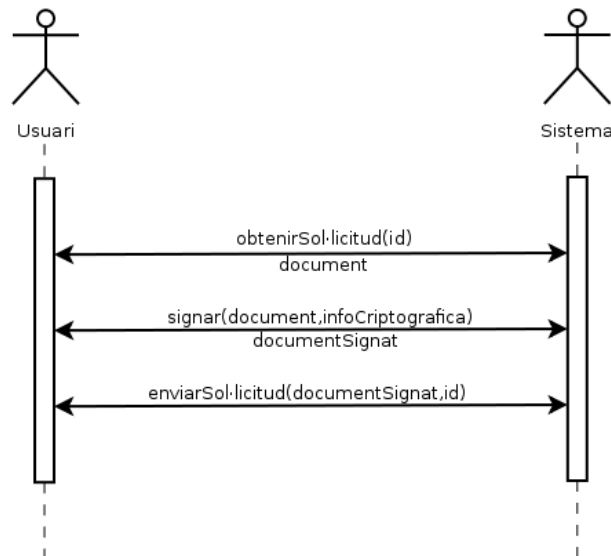 Usuari
Sistema
obtenirSol·licitud(id)
document
signar(document,infoCriptografica)
documentSignat
enviarSol·licitud(documentSignat,id)